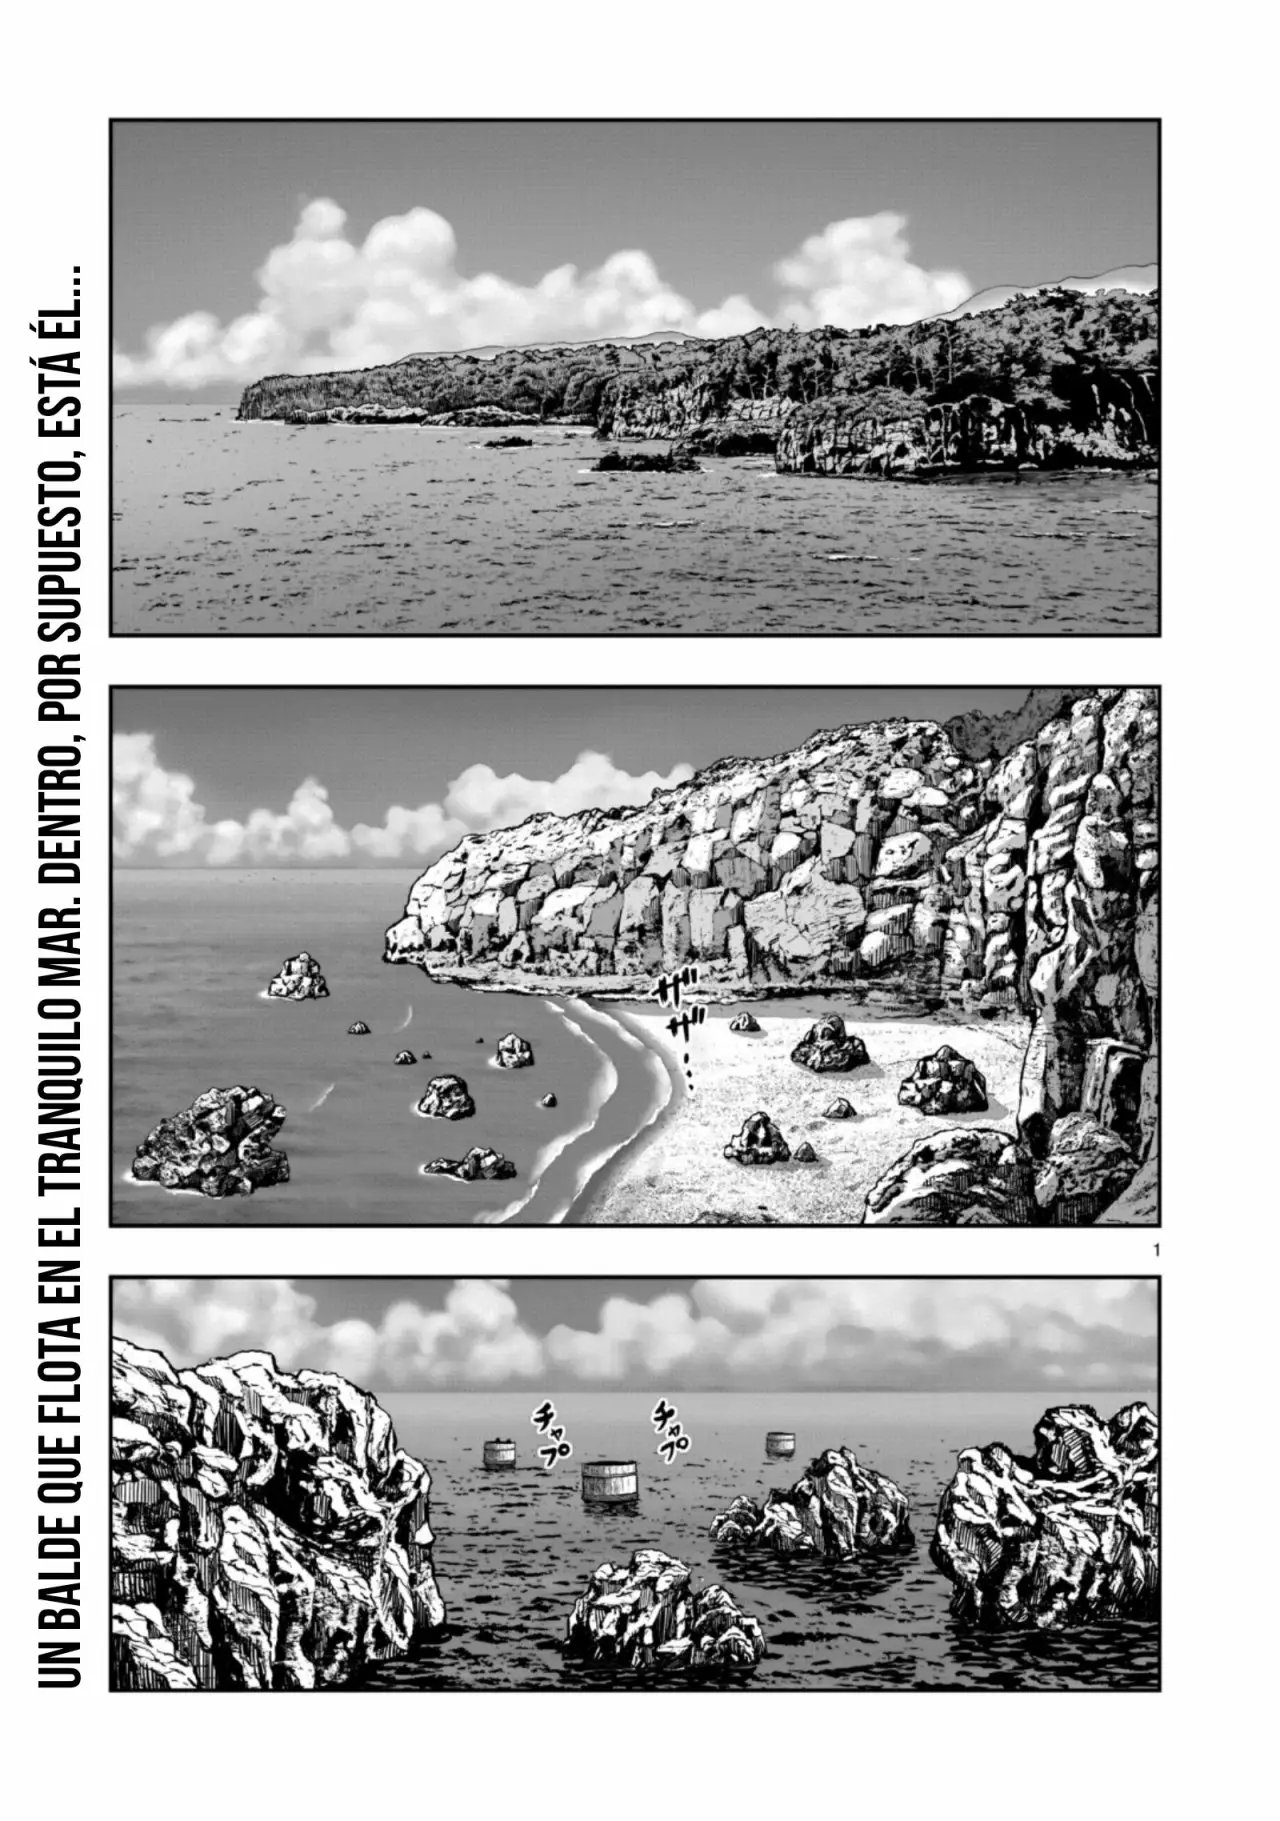 UN BALDE QUE FLOTA EN EL TRANQUILO MAR. DENTRO, POR SUPUESTO, ESTÁ ÉL...
ザザ...
1
チャプ
チャプ